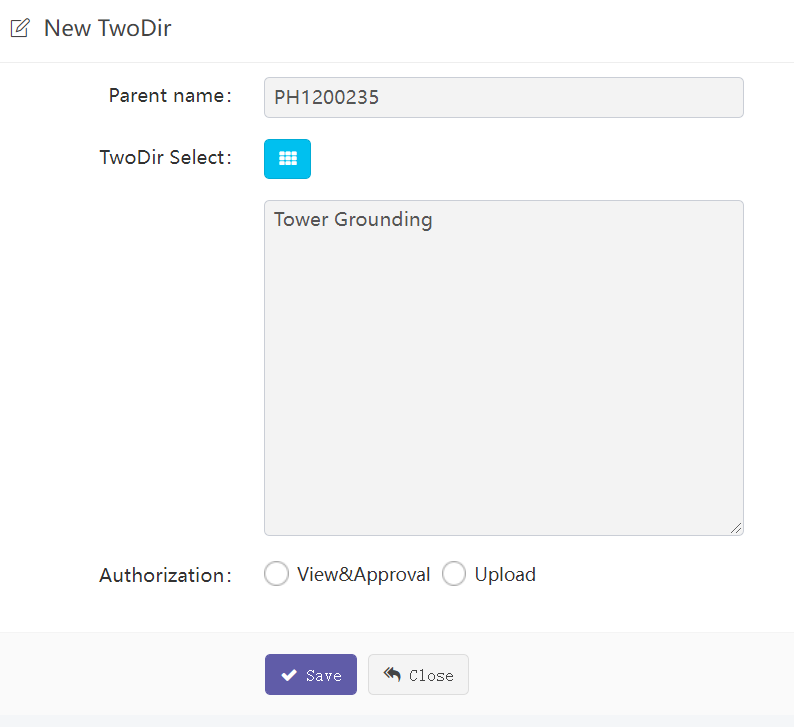 New TwoDir
Parent name:
PH1200235
TwoDir Select:
Tower Grounding
Authorization:
View&Approval
Upload
Save
Close